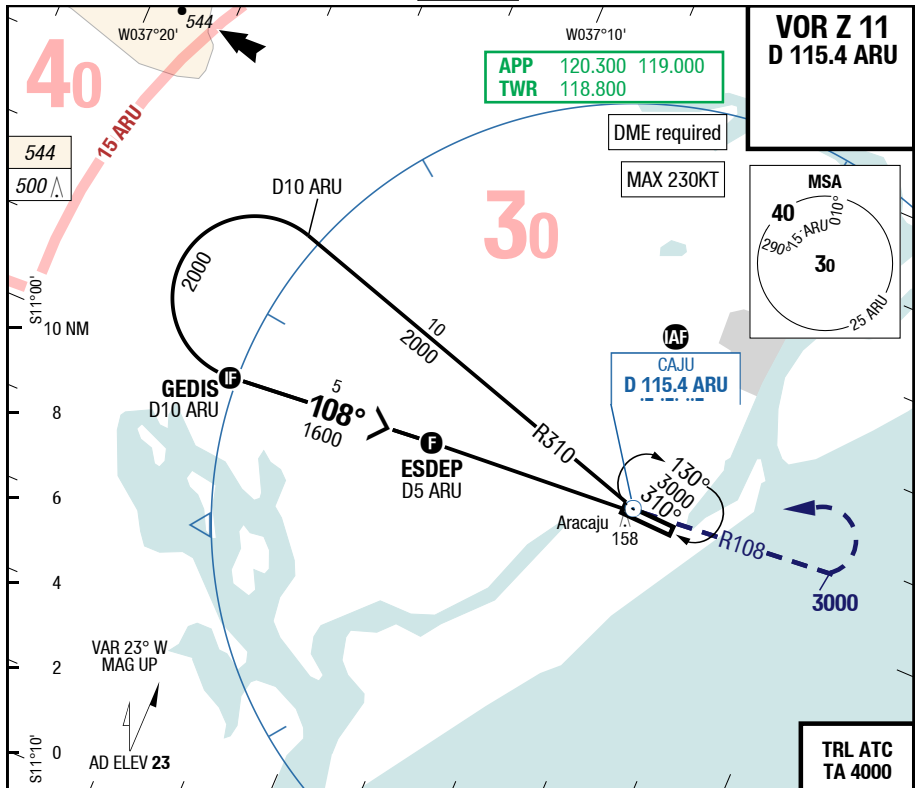 544
W037°20'
W037°10'
VOR Z 11
D 115.4 ARU
40
APP 120.300 119.000
TWR 118.800
15 ARU
DME required
544
500
MAX 230KT
MSA
40
010°
290°
15 ARU
30
25 ARU
D10 ARU
30
2000
S11°00'
10 NM
10
2000
IAF
CAJU
D 115.4 ARU
IF
GEDIS
D10 ARU
5
108°
1600
8
F
ESDEP
D5 ARU
R310
130°
3000
310°
6
Aracaju
158
R108
3000
4
VAR 23° W
MAG UP
2
S11°10'
0
AD ELEV 23
TRL ATC
TA 4000